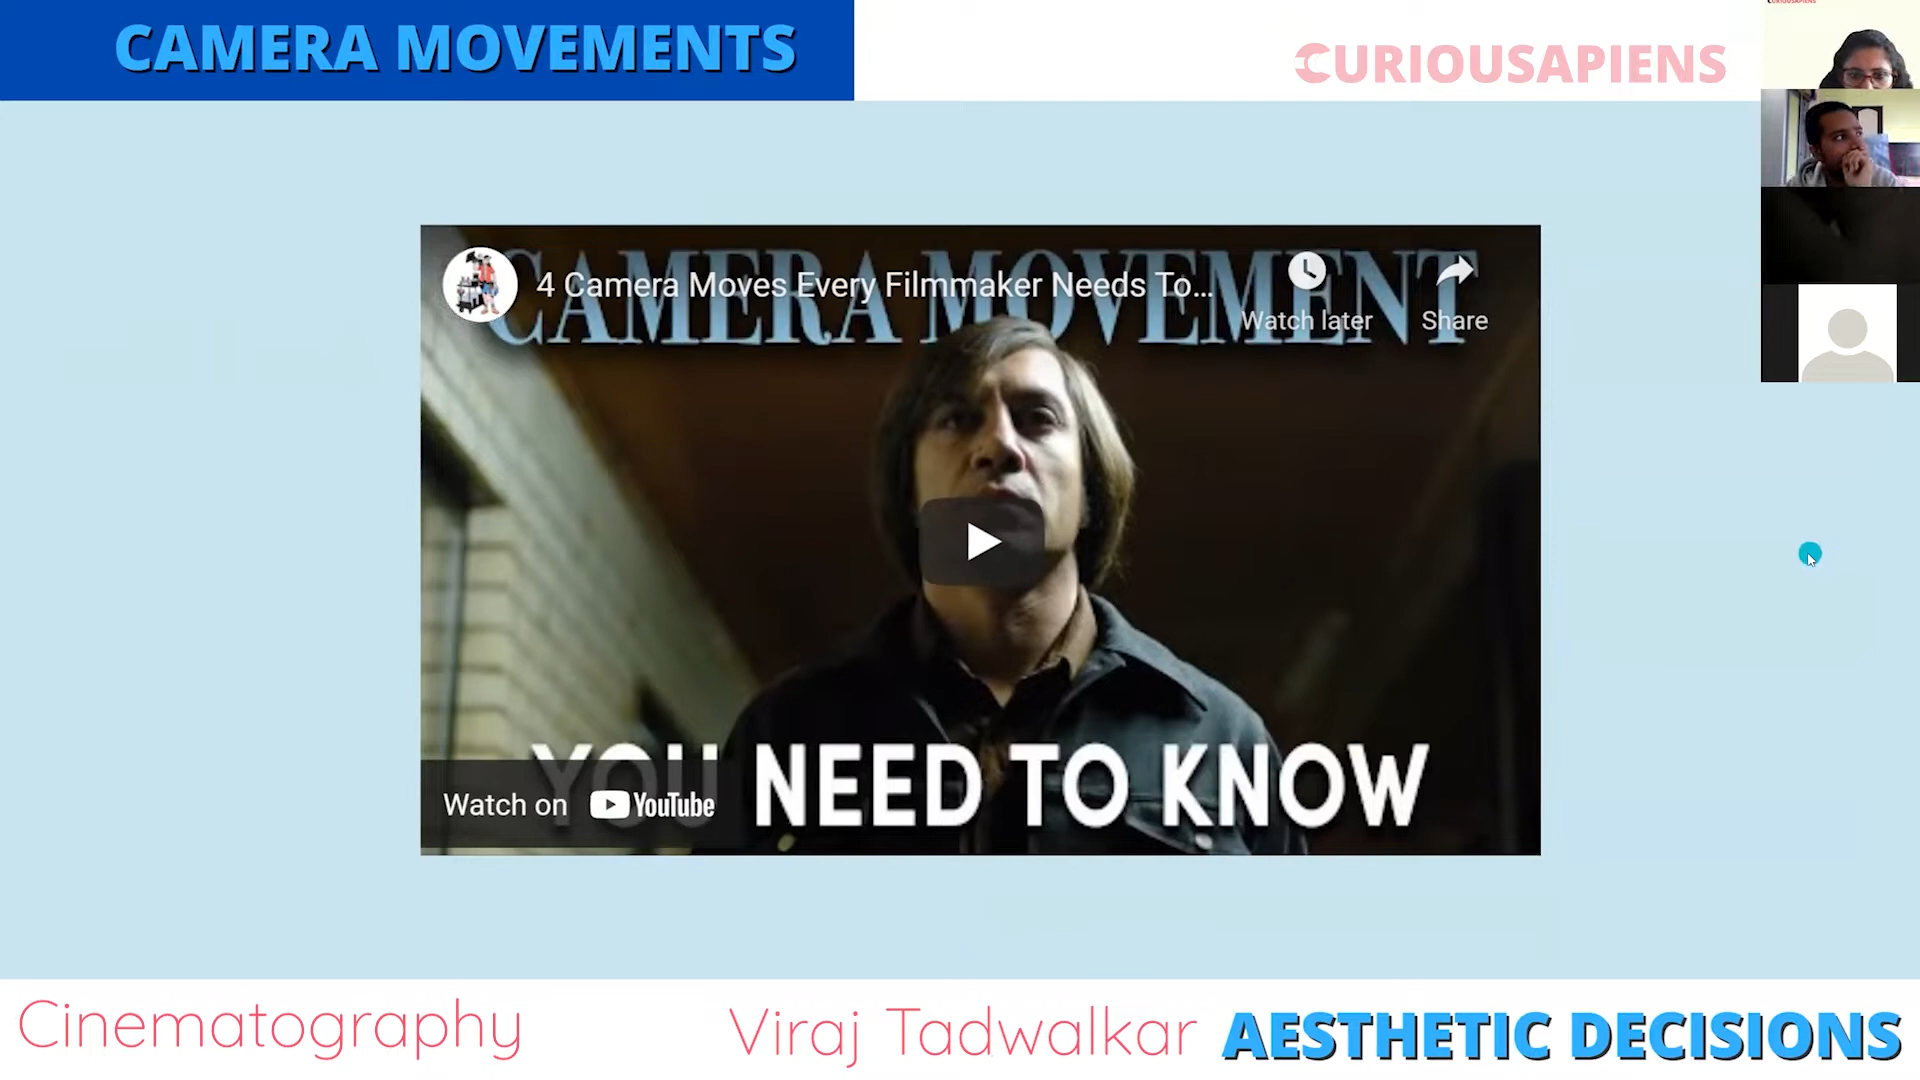 CAMERA MOVEMENTS
CURIOUSAPIENS
CURIOUSAPIENS
CAMERA MOVEMENT
4 Camera Moves Every Filmmaker Needs To...
Watch later
Share
YOU NEED TO KNOW
Watch on YouTube
Cinematography
Viraj Tadwalkar
AESTHETIC DECISIONS